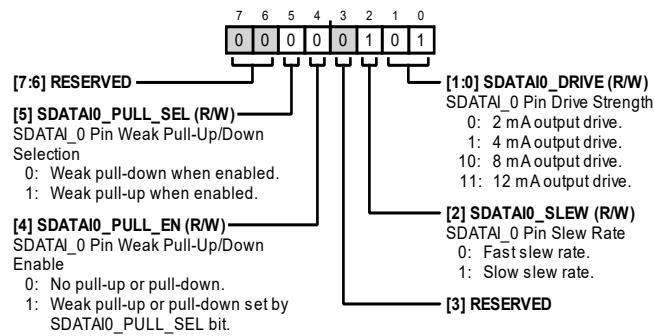 7 6 5 4 3 2 1 0
0 0 0 0 0 1 0 1
[7:6] RESERVED
[5] SDATAI0_PULL_SEL (R/W)
SDATAI_0 Pin Weak Pull-Up/Down
Selection
0: Weak pull-down when enabled.
1: Weak pull-up when enabled.
[4] SDATAI0_PULL_EN (R/W)
SDATAI_0 Pin Weak Pull-Up/Down
Enable
0: No pull-up or pull-down.
1: Weak pull-up or pull-down set by
SDATAI0_PULL_SEL bit.
[1:0] SDATAI0_DRIVE (R/W)
SDATAI_0 Pin Drive Strength
0: 2 mA output drive.
1: 4 mA output drive.
10: 8 mA output drive.
11: 12 mA output drive.
[2] SDATAI0_SLEW (R/W)
SDATAI_0 Pin Slew Rate
0: Fast slew rate.
1: Slow slew rate.
[3] RESERVED